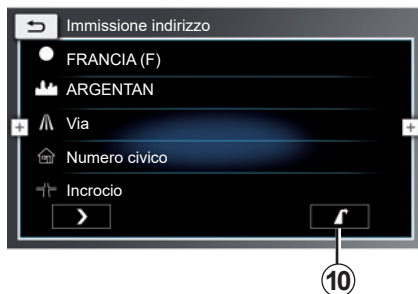 Immissione indirizzo
FRANCIA (F)
ARGENTAN
Via
Numero civico
Incrocio
10